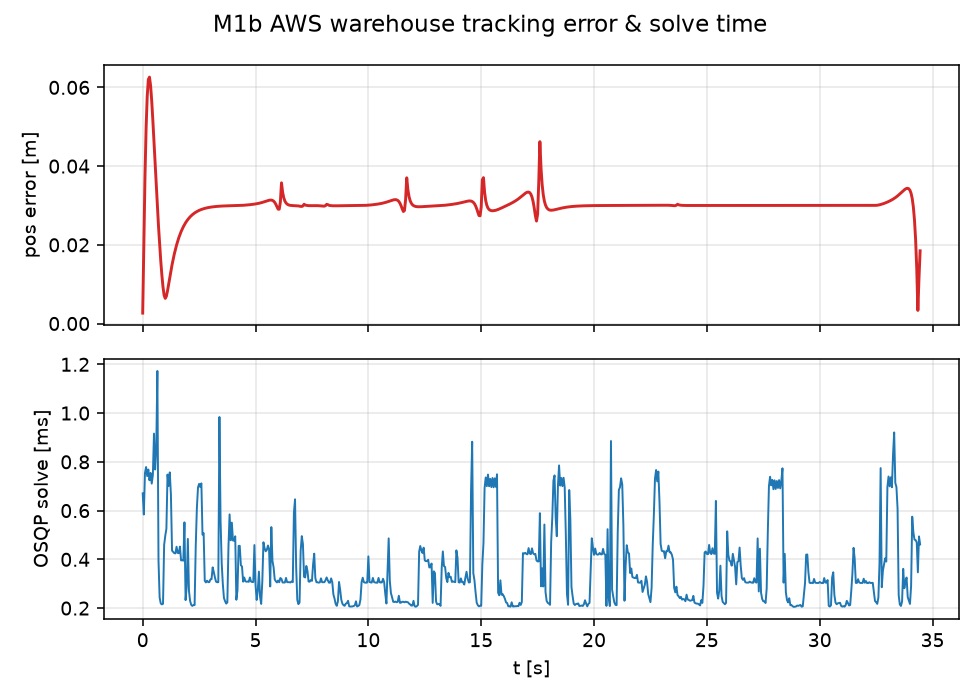 M1b AWS warehouse tracking error & solve time
pos error [m]
0.06
0.04
0.02
0.00
OSQP solve [ms]
1.2
1.0
0.8
0.6
0.4
0.2
0 5 10 15 20 25 30 35
t [s]